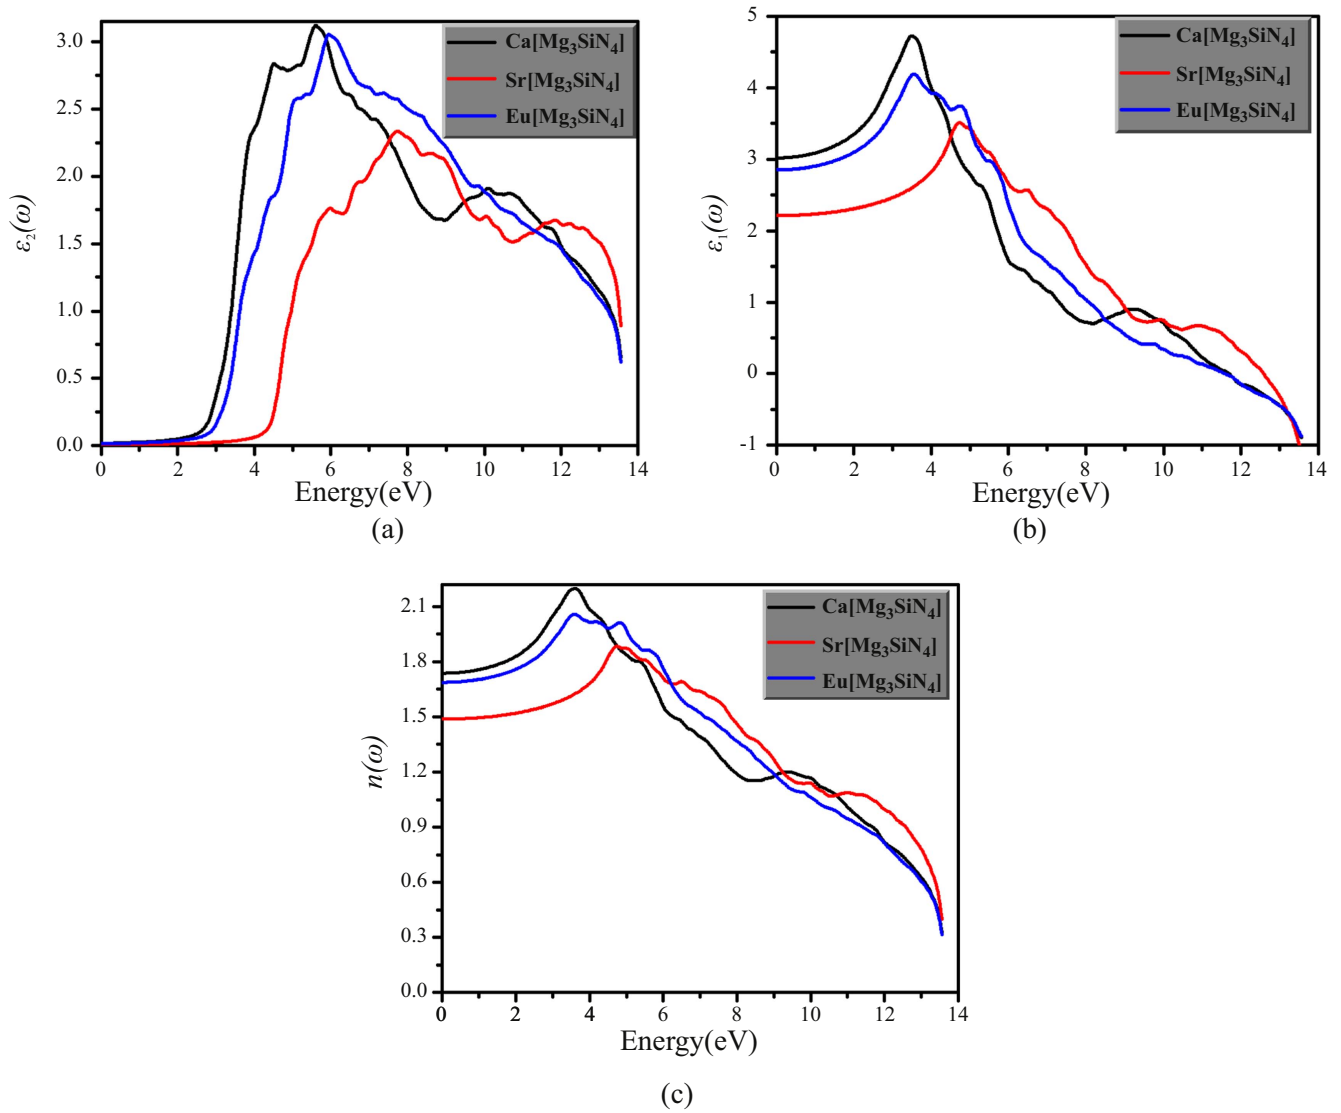 3.0
2.5
2.0
1.5
1.0
0.5
0.0
ε₂(ω)
Ca[Mg₃SiN₄]
Sr[Mg₃SiN₄]
Eu[Mg₃SiN₄]
0 2 4 6 8 10 12 14
Energy(eV)
(a)
5
4
3
2
1
0
-1
ε₁(ω)
Ca[Mg₃SiN₄]
Sr[Mg₃SiN₄]
Eu[Mg₃SiN₄]
0 2 4 6 8 10 12 14
Energy(eV)
(b)
2.1
1.8
1.5
1.2
0.9
0.6
0.3
0.0
n(ω)
Ca[Mg₃SiN₄]
Sr[Mg₃SiN₄]
Eu[Mg₃SiN₄]
0 2 4 6 8 10 12 14
Energy(eV)
(c)